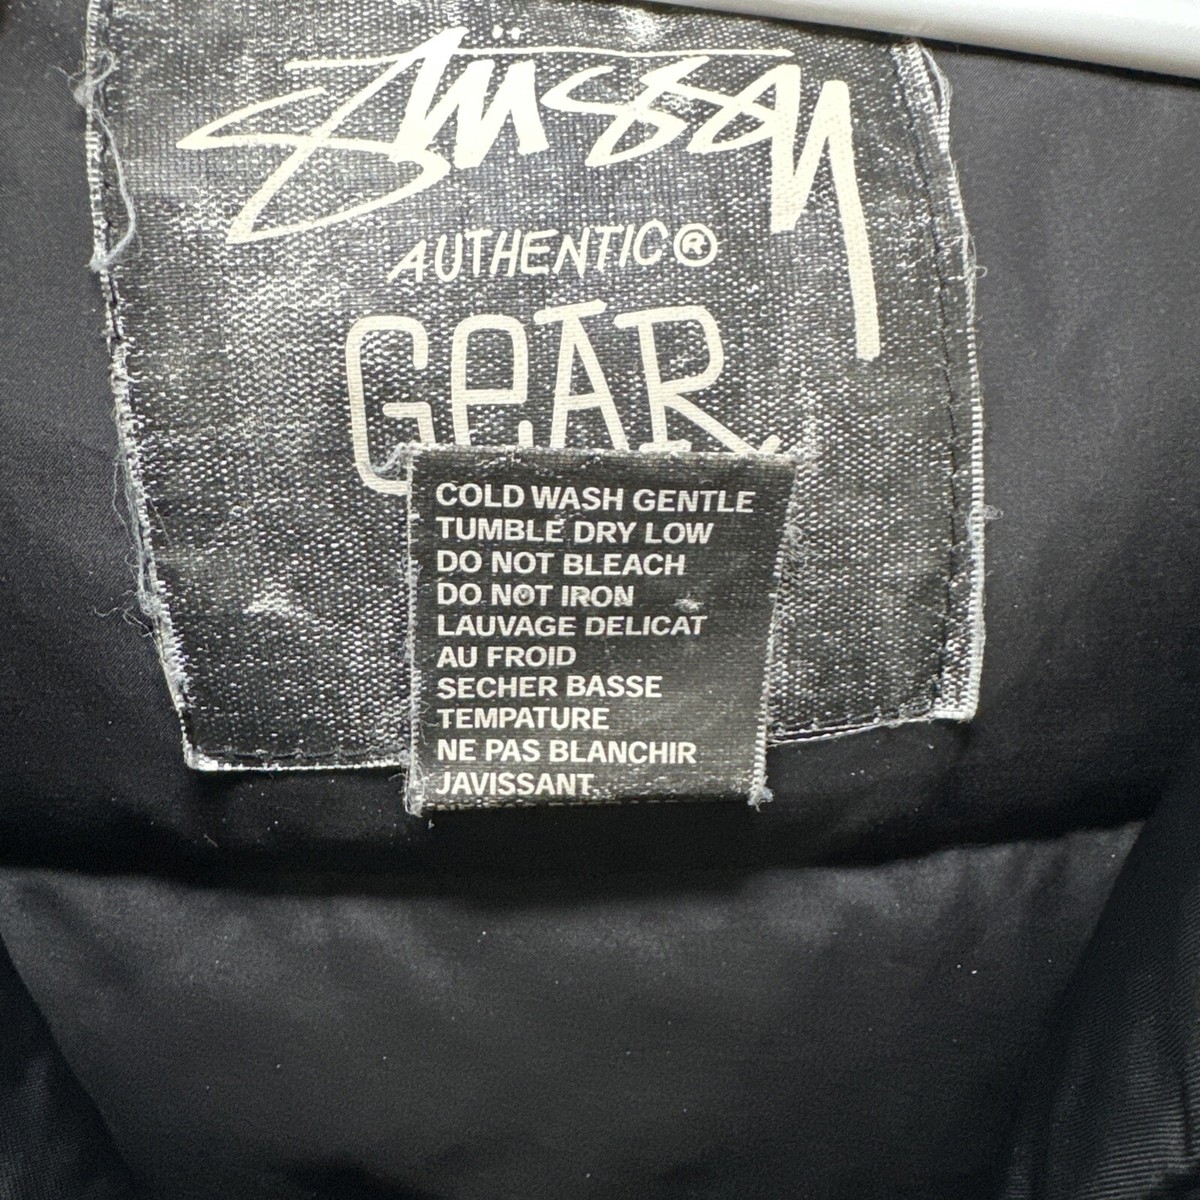 Stüssy
AUTHENTIC®
GEAR
COLD WASH GENTLE
TUMBLE DRY LOW
DO NOT BLEACH
DO NOT IRON
LAUVAGE DELICAT
AU FROID
SECHER BASSE
TEMPATURE
NE PAS BLANCHIR
JAVISSANT.